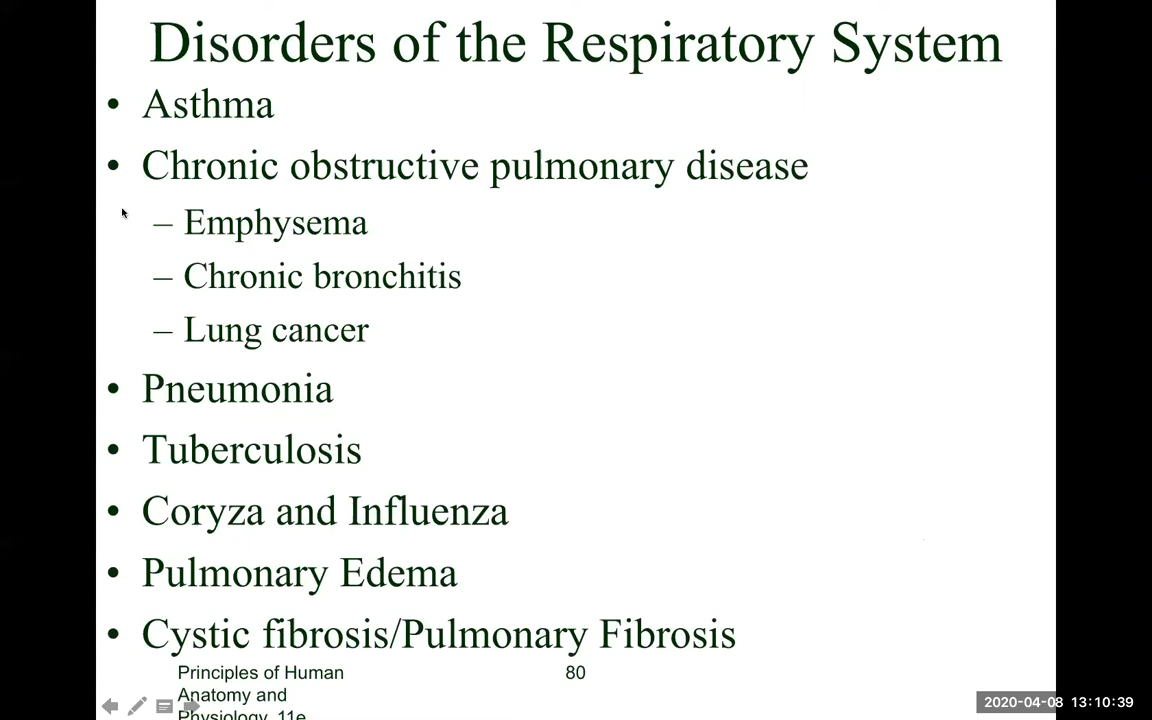 Disorders of the Respiratory System
• Asthma
• Chronic obstructive pulmonary disease
– Emphysema
– Chronic bronchitis
– Lung cancer
• Pneumonia
• Tuberculosis
• Coryza and Influenza
• Pulmonary Edema
• Cystic fibrosis/Pulmonary Fibrosis
Principles of Human
Anatomy and
Physiology, 11e
80
2020-04-08 13:10:39